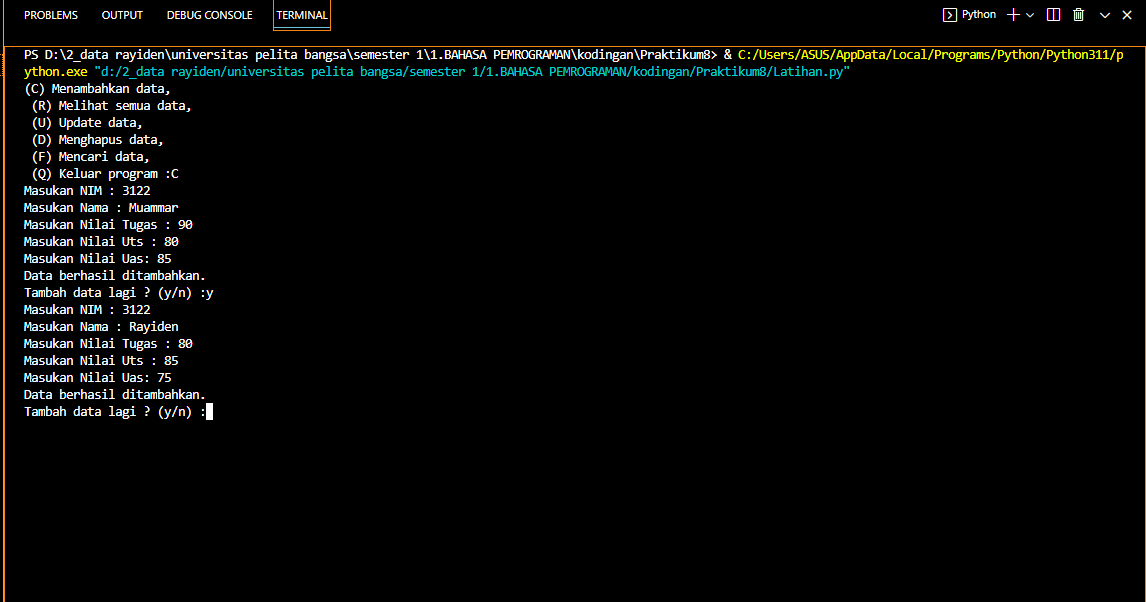 PROBLEMS OUTPUT DEBUG CONSOLE TERMINAL Python
PS D:\2_data rayiden\universitas pelita bangsa\semester 1\1.BAHASA PEMROGRAMAN\kodingan\Praktikum8> & C:/Users/ASUS/AppData/Local/Programs/Python/Python311/p
ython.exe "d:/2_data rayiden/universitas pelita bangsa/semester 1/1.BAHASA PEMROGRAMAN/kodingan/Praktikum8/Latihan.py"
(C) Menambahkan data,
(R) Melihat semua data,
(U) Update data,
(D) Menghapus data,
(F) Mencari data,
(Q) Keluar program :C
Masukan NIM : 3122
Masukan Nama : Muammar
Masukan Nilai Tugas : 90
Masukan Nilai Uts : 80
Masukan Nilai Uas: 85
Data berhasil ditambahkan.
Tambah data lagi ? (y/n) :y
Masukan NIM : 3122
Masukan Nama : Rayiden
Masukan Nilai Tugas : 80
Masukan Nilai Uts : 85
Masukan Nilai Uas: 75
Data berhasil ditambahkan.
Tambah data lagi ? (y/n) :